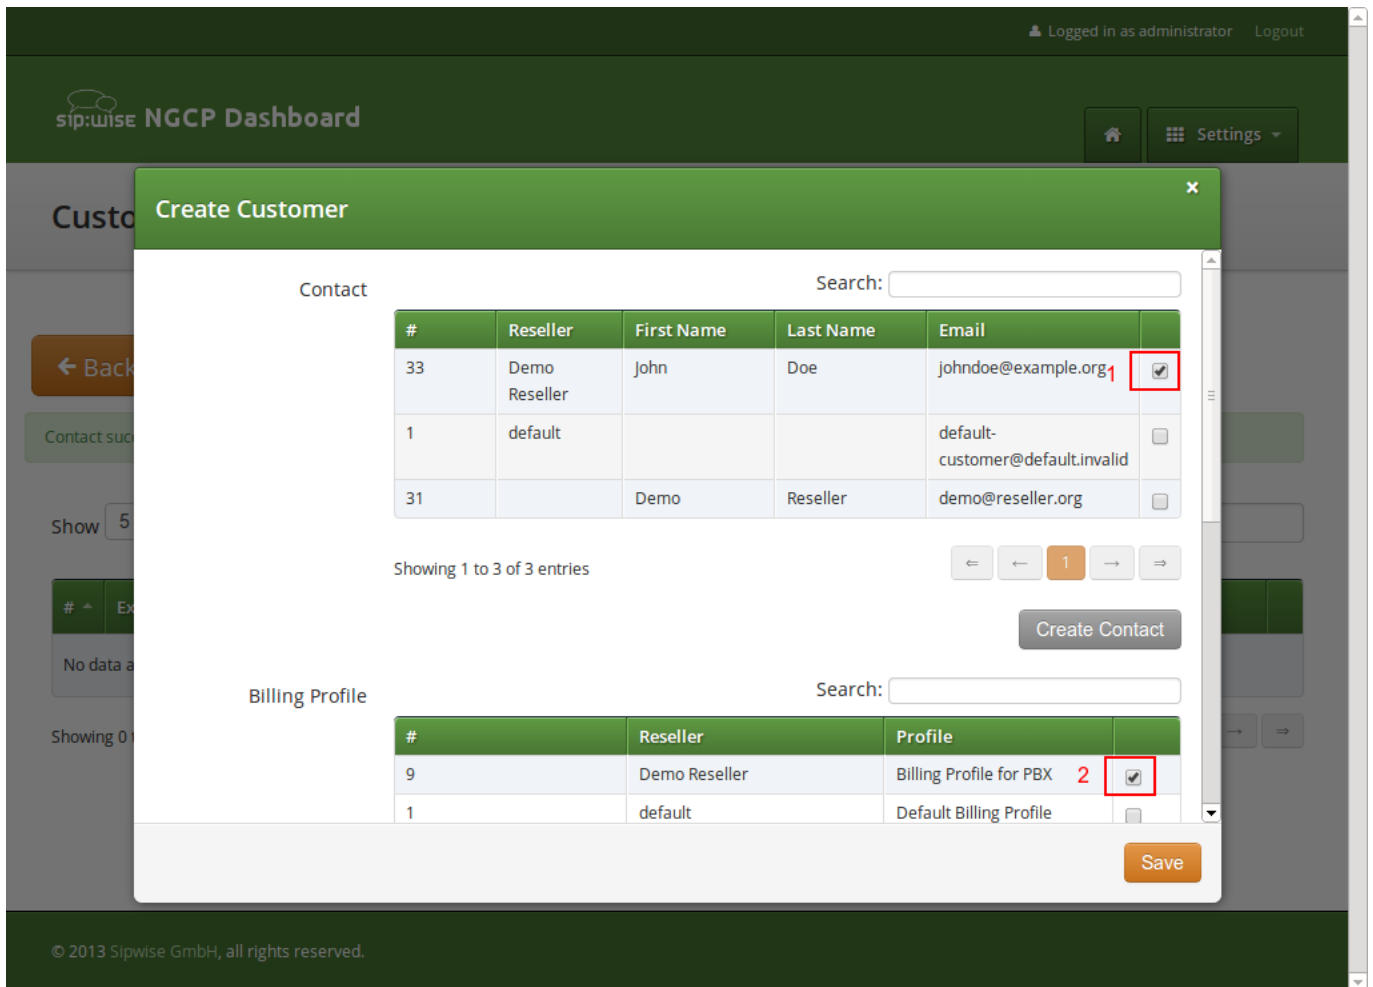 Logged in as administrator Logout
sip:wise NGCP Dashboard
Settings
Create Customer ×
Custo
Contact
Search:
# Reseller First Name Last Name Email
33 Demo Reseller John Doe johndoe@example.org 1
1 default default-customer@default.invalid
31 Demo Reseller demo@reseller.org
Showing 1 to 3 of 3 entries
⇐ ← 1 → ⇒
Create Contact
Billing Profile
Search:
# Reseller Profile
9 Demo Reseller Billing Profile for PBX 2
1 default Default Billing Profile
Save
← Back
Contact suc
Show 5
# Ex
No data a
Showing 0 t
→ ⇒
© 2013 Sipwise GmbH, all rights reserved.